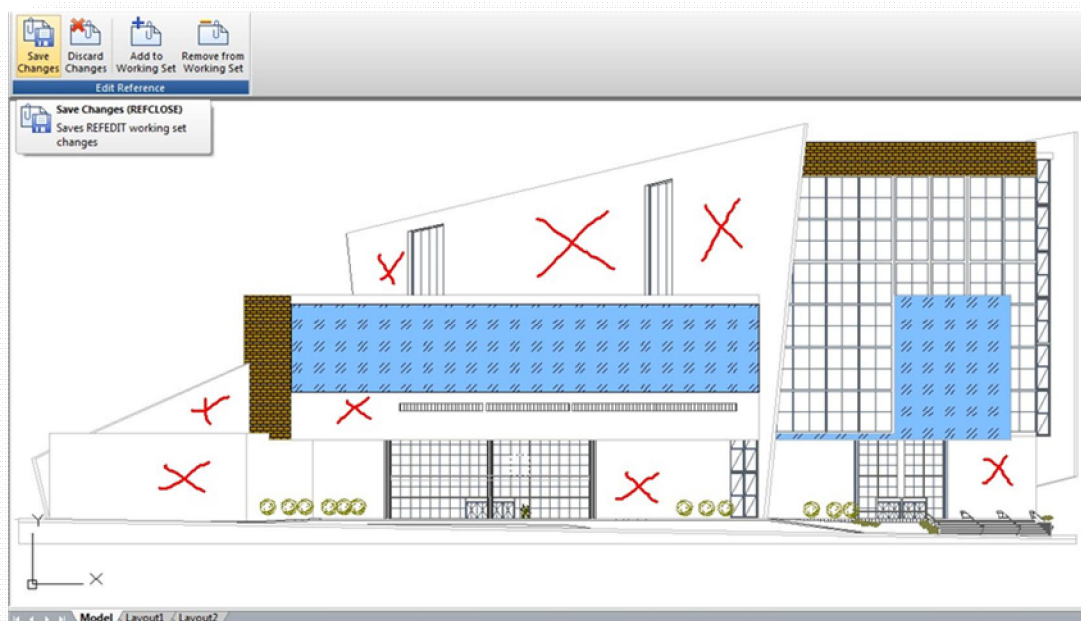 Save
Changes
Discard
Changes
Add to
Working Set
Remove from
Working Set
Edit Reference
Save Changes (REFCLOSE)
Saves REFEDIT working set
changes
Y
X
Model
Layout1
Layout2